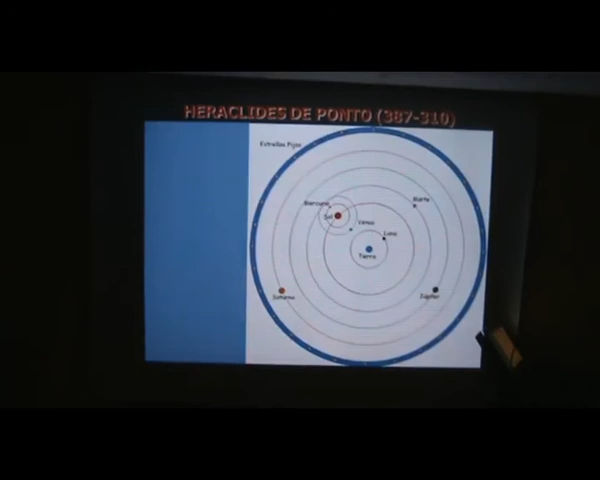 HERACLIDES DE PONTO (387-310)
Estrellas Fijas
Mercurio
Marte
Sol
Venus
Luna
Tierra
Saturno
Júpiter